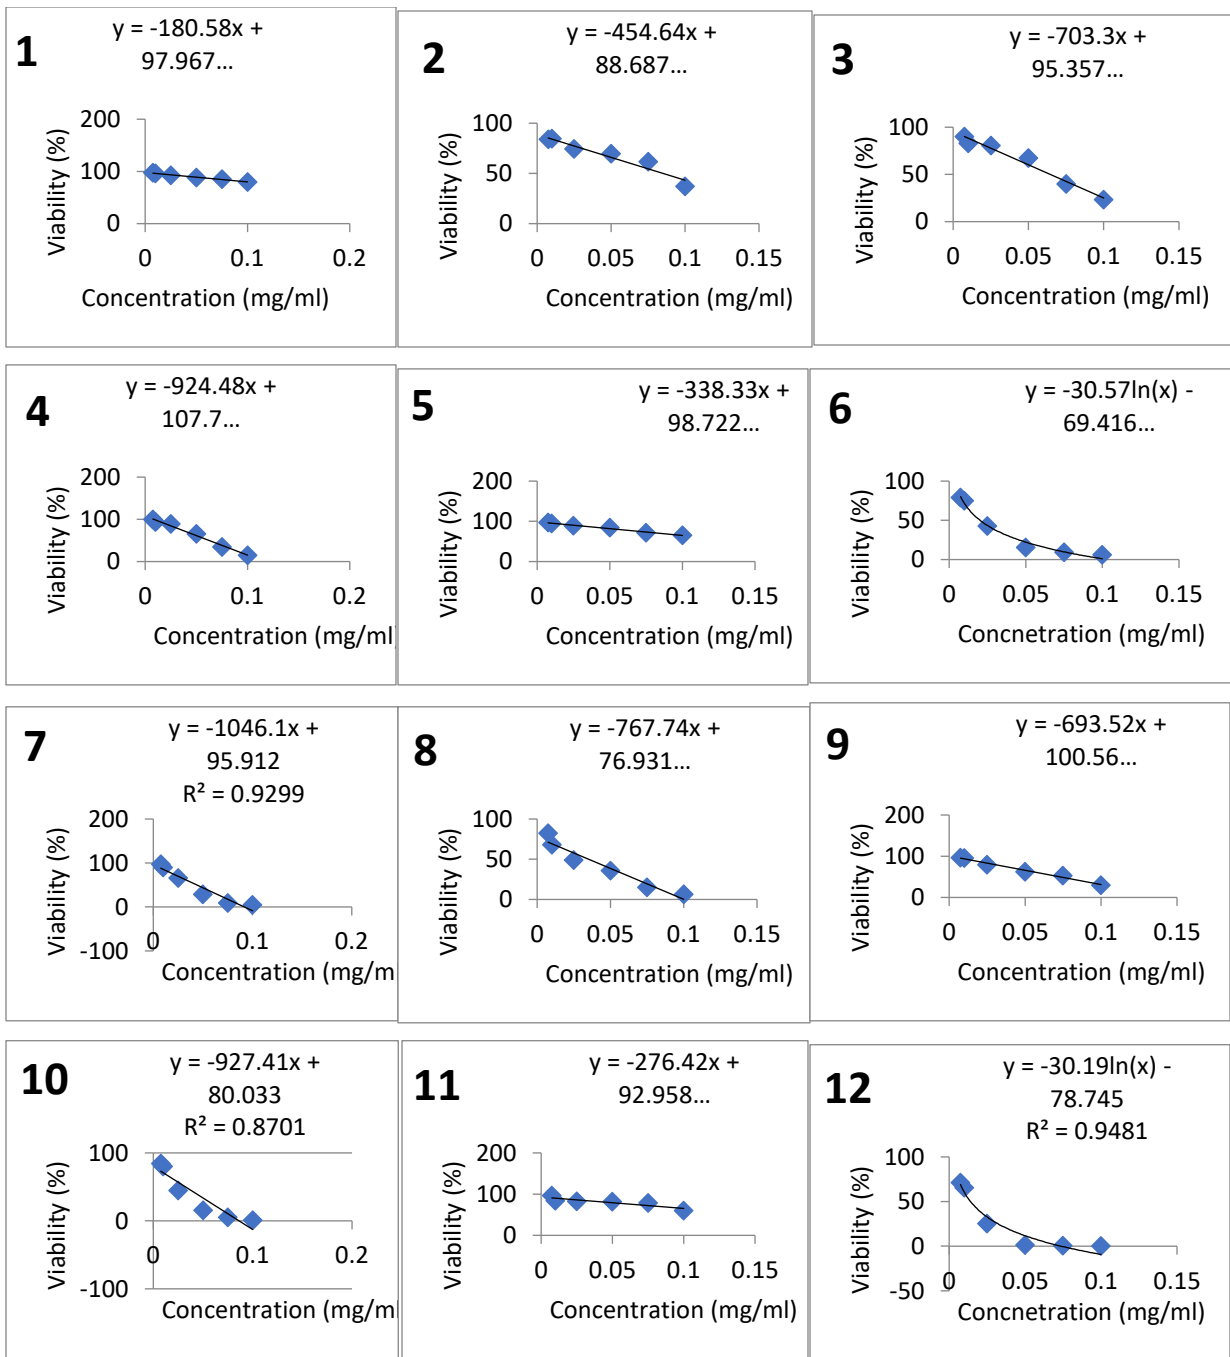 1
y = -180.58x +
97.967...
200
100
0
0 0.1 0.2
Viability (%)
Concentration (mg/ml)
2
y = -454.64x +
88.687...
100
50
0
0 0.05 0.1 0.15
Viability (%)
Concentration (mg/ml)
3
y = -703.3x +
95.357...
100
50
0
0 0.05 0.1 0.15
Viability (%)
Concentration (mg/ml)
4
y = -924.48x +
107.7...
200
100
0
0 0.1 0.2
Viability (%)
Concentration (mg/ml
5
y = -338.33x +
98.722...
200
100
0
0 0.05 0.1 0.15
Viability (%)
Concentration (mg/ml)
6
y = -30.57ln(x) -
69.416...
100
50
0
0 0.05 0.1 0.15
Viability (%)
Concnetration (mg/ml)
7
y = -1046.1x +
95.912
R² = 0.9299
200
100
0
-100
0 0.1 0.2
Viability (%)
Concentration (mg/ml
8
y = -767.74x +
76.931...
100
50
0
0 0.05 0.1 0.15
Viability (%)
Concentration (mg/ml)
9
y = -693.52x +
100.56...
200
100
0
0 0.05 0.1 0.15
Viability (%)
Concentration (mg/ml)
10
y = -927.41x +
80.033
R² = 0.8701
100
0
-100
0 0.1 0.2
Viability (%)
Concentration (mg/ml
11
y = -276.42x +
92.958...
200
100
0
0 0.05 0.1 0.15
Viability (%)
Concentration (mg/ml)
12
y = -30.19ln(x) -
78.745
R² = 0.9481
100
50
0
-50
0 0.05 0.1 0.15
Viability (%)
Concnetration (mg/ml)